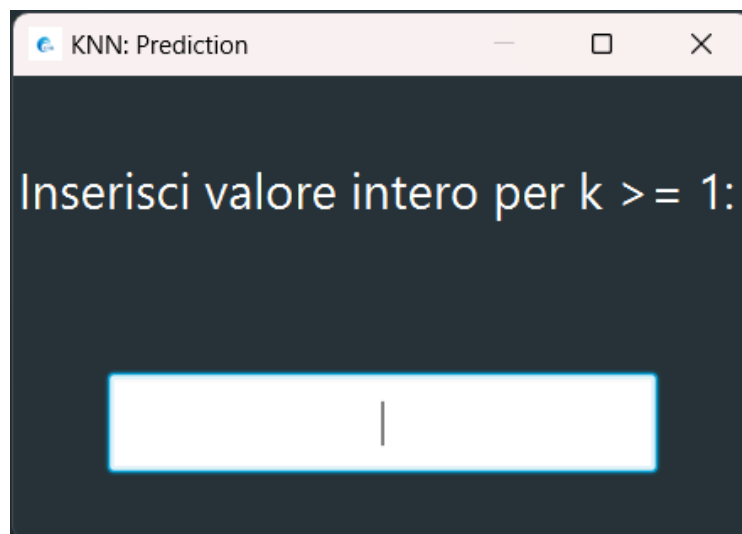 KNN: Prediction
Inserisci valore intero per k >= 1: